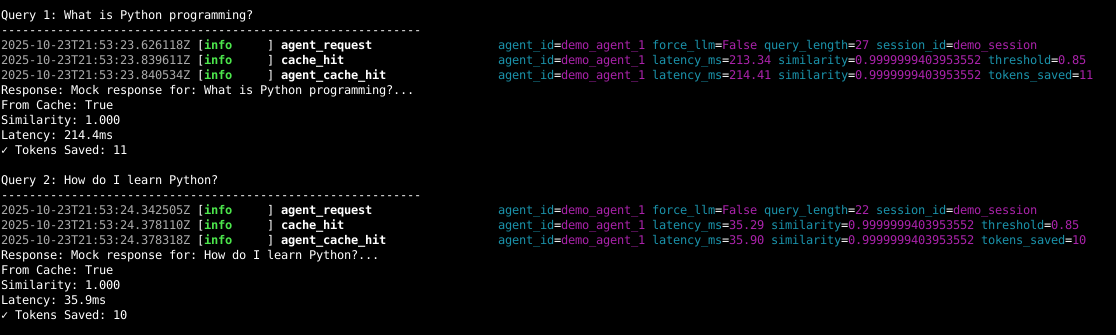 Query 1: What is Python programming?
------------------------------------------------------------
2025-10-23T21:53:23.626118Z [info     ] agent_request                  agent_id=demo_agent_1 force_llm=False query_length=27 session_id=demo_session
2025-10-23T21:53:23.839611Z [info     ] cache_hit                      agent_id=demo_agent_1 latency_ms=213.34 similarity=0.9999999403953552 threshold=0.85
2025-10-23T21:53:23.840534Z [info     ] agent_cache_hit                agent_id=demo_agent_1 latency_ms=214.41 similarity=0.9999999403953552 tokens_saved=11
Response: Mock response for: What is Python programming?...
From Cache: True
Similarity: 1.000
Latency: 214.4ms
✓ Tokens Saved: 11

Query 2: How do I learn Python?
------------------------------------------------------------
2025-10-23T21:53:24.342505Z [info     ] agent_request                  agent_id=demo_agent_1 force_llm=False query_length=22 session_id=demo_session
2025-10-23T21:53:24.378110Z [info     ] cache_hit                      agent_id=demo_agent_1 latency_ms=35.29 similarity=0.9999999403953552 threshold=0.85
2025-10-23T21:53:24.378318Z [info     ] agent_cache_hit                agent_id=demo_agent_1 latency_ms=35.90 similarity=0.9999999403953552 tokens_saved=10
Response: Mock response for: How do I learn Python?...
From Cache: True
Similarity: 1.000
Latency: 35.9ms
✓ Tokens Saved: 10